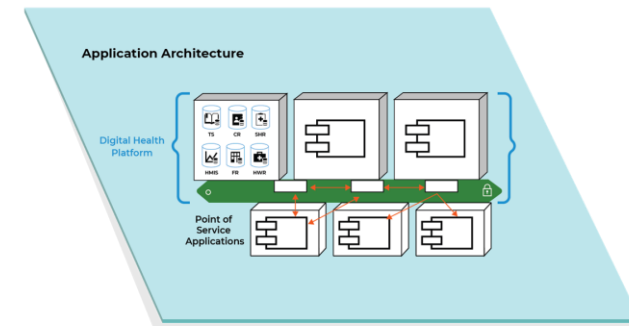 Application Architecture
Digital Health
Platform
TS CR SHR
HMIS FR HWR
Point of
Service
Applications